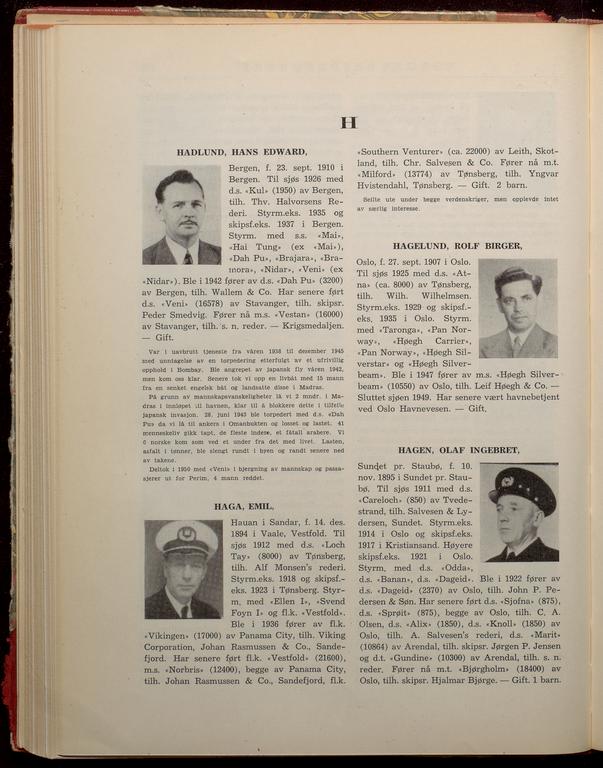 H
HADLUND, HANS EDWARD,
Bergen, f. 23. sept. 1910 i
Bergen. Til sjøs 1926 med
d.s. «Kul» (1950) av Bergen,
tilh. Thv. Halvorsens Re-
deri. Styrm.eks. 1935 og
skipsf.eks. 1937 i Bergen.
Styrm. med s.s. «Mai»,
«Hai Tung» (ex «Mai»),
«Dah Pu», «Brajara», «Bra-
monora», «Nidar», «Veni» (ex
«Nidar»). Ble i 1942 fører av d.s. «Dah Pu» (3200)
av Bergen, tilh. Wallem & Co. Har senere ført
d.s. «Veni» (16578) av Stavanger, tilh. skipsr.
Peder Smedvig. Fører nå m.s. «Vestan» (16000)
av Stavanger, tilh. s. n. reder. — Krigsmedaljen.
— Gift.
Var i uavbrutt tjeneste fra våren 1938 til desember 1945
med unntagelse av en torpedering etterfulgt av et ufrivillig
opphold i Bombay. Ble angrepet av japansk fly våren 1942,
men kom oss klar. Senere tok vi opp en livbåt med 15 mann
fra en senket engelsk båt og landsatte disse i Madras.
På grunn av mannskapsvanskeligheter lå vi 2 mndr. i Ma-
dras i innløpet til havnen, klar til å blokkere dette i tilfelle
japansk invasjon. 28. juni 1943 ble torpedert med d.s. «Dah
Pu» da vi lå til ankers i Omanbukten og losset og lastet. 41
menneskeliv gikk tapt, de fleste indere, et fåtall arabere. Vi
6 norske kom som ved et under fra det med livet. Lasten,
asfalt i tønner, ble slengt rundt i byen og randt senere ned
av takene.
Deltok i 1950 med «Veni» i bjergning av mannskap og passa-
sjerer ut for Perim, 4 mann reddet.
HAGA, EMIL,
Hauan i Sandar, f. 14. des.
1894 i Vaale, Vestfold. Til
sjøs 1912 med d.s. «Loch
Tay» (8000) av Tønsberg,
tilh. Alf Monsen's rederi.
Styrm.eks. 1918 og skipsf.-
eks. 1923 i Tønsberg. Styr-
m. med «Ellen I», «Svend
Foyn I» og fl.k. «Vestfold».
Ble i 1936 fører av fl.k.
«Vikingen» (17000) av Panama City, tilh. Viking
Corporation, Johan Rasmussen & Co., Sande-
fjord. Har senere ført fl.k. «Vestfold» (21600),
m.s. «Norbris» (12400), begge av Panama City,
tilh. Johan Rasmussen & Co., Sandefjord, fl.k.
«Southern Venturer» (ca. 22000) av Leith, Skot-
land, tilh. Chr. Salvesen & Co. Fører nå m.t.
«Milford» (13774) av Tønsberg, tilh. Yngvar
Hvistendahl, Tønsberg. — Gift. 2 barn.
Seilte ute under begge verdenskriger, men opplevde intet
av særlig interesse.
HAGELUND, ROLF BIRGER,
Oslo, f. 27. sept. 1907 i Oslo.
Til sjøs 1925 med d.s. «At-
na» (ca. 8000) av Tønsberg,
tilh. Wilh. Wilhelmsen.
Styrm.eks. 1929 og skipsf.-
eks. 1935 i Oslo. Styrm.
med «Taronga», «Pan Nor-
way», «Høegh Carrier»,
«Pan Norway», «Høegh Sil-
verstar» og «Høegh Silver-
beam». Ble i 1947 fører av m.s. «Høegh Silver-
beam» (10550) av Oslo, tilh. Leif Høegh & Co. —
Sluttet sjøen 1949. Har senere vært havnebetjent
ved Oslo Havnevesen. — Gift.
HAGEN, OLAF INGEBRET,
Sundet pr. Staubø, f. 10.
nov. 1895 i Sundet pr. Stau-
bø. Til sjøs 1911 med d.s.
«Careloch» (850) av Tvede-
strand, tilh. Salvesen & Ly-
dersen, Sundet. Styrm.eks.
1914 i Oslo og skipsf.eks.
1917 i Kristiansand. Høyere
skipsf.eks. 1921 i Oslo.
Styrm. med d.s. «Odda»,
d.s. «Banan», d.s. «Dageid». Ble i 1922 fører av
d.s. «Dageid» (2370) av Oslo, tilh. John P. Pe-
dersen & Søn. Har senere ført d.s. «Sjofna» (875),
d.s. «Sprøit» (875), begge av Oslo, tilh. C. A.
Olsen, d.s. «Alix» (1850), d.s. «Knoll» (1850) av
Oslo, tilh. A. Salvesen's rederi, d.s. «Marit»
(10864) av Arendal, tilh. skipsr. Jørgen P. Jensen
og d.t. «Gundine» (10300) av Arendal, tilh. s. n.
reder. Fører nå m.t. «Bjørgholm» (18400) av
Oslo, tilh. skipsr. Hjalmar Bjørge. — Gift 1 barn.